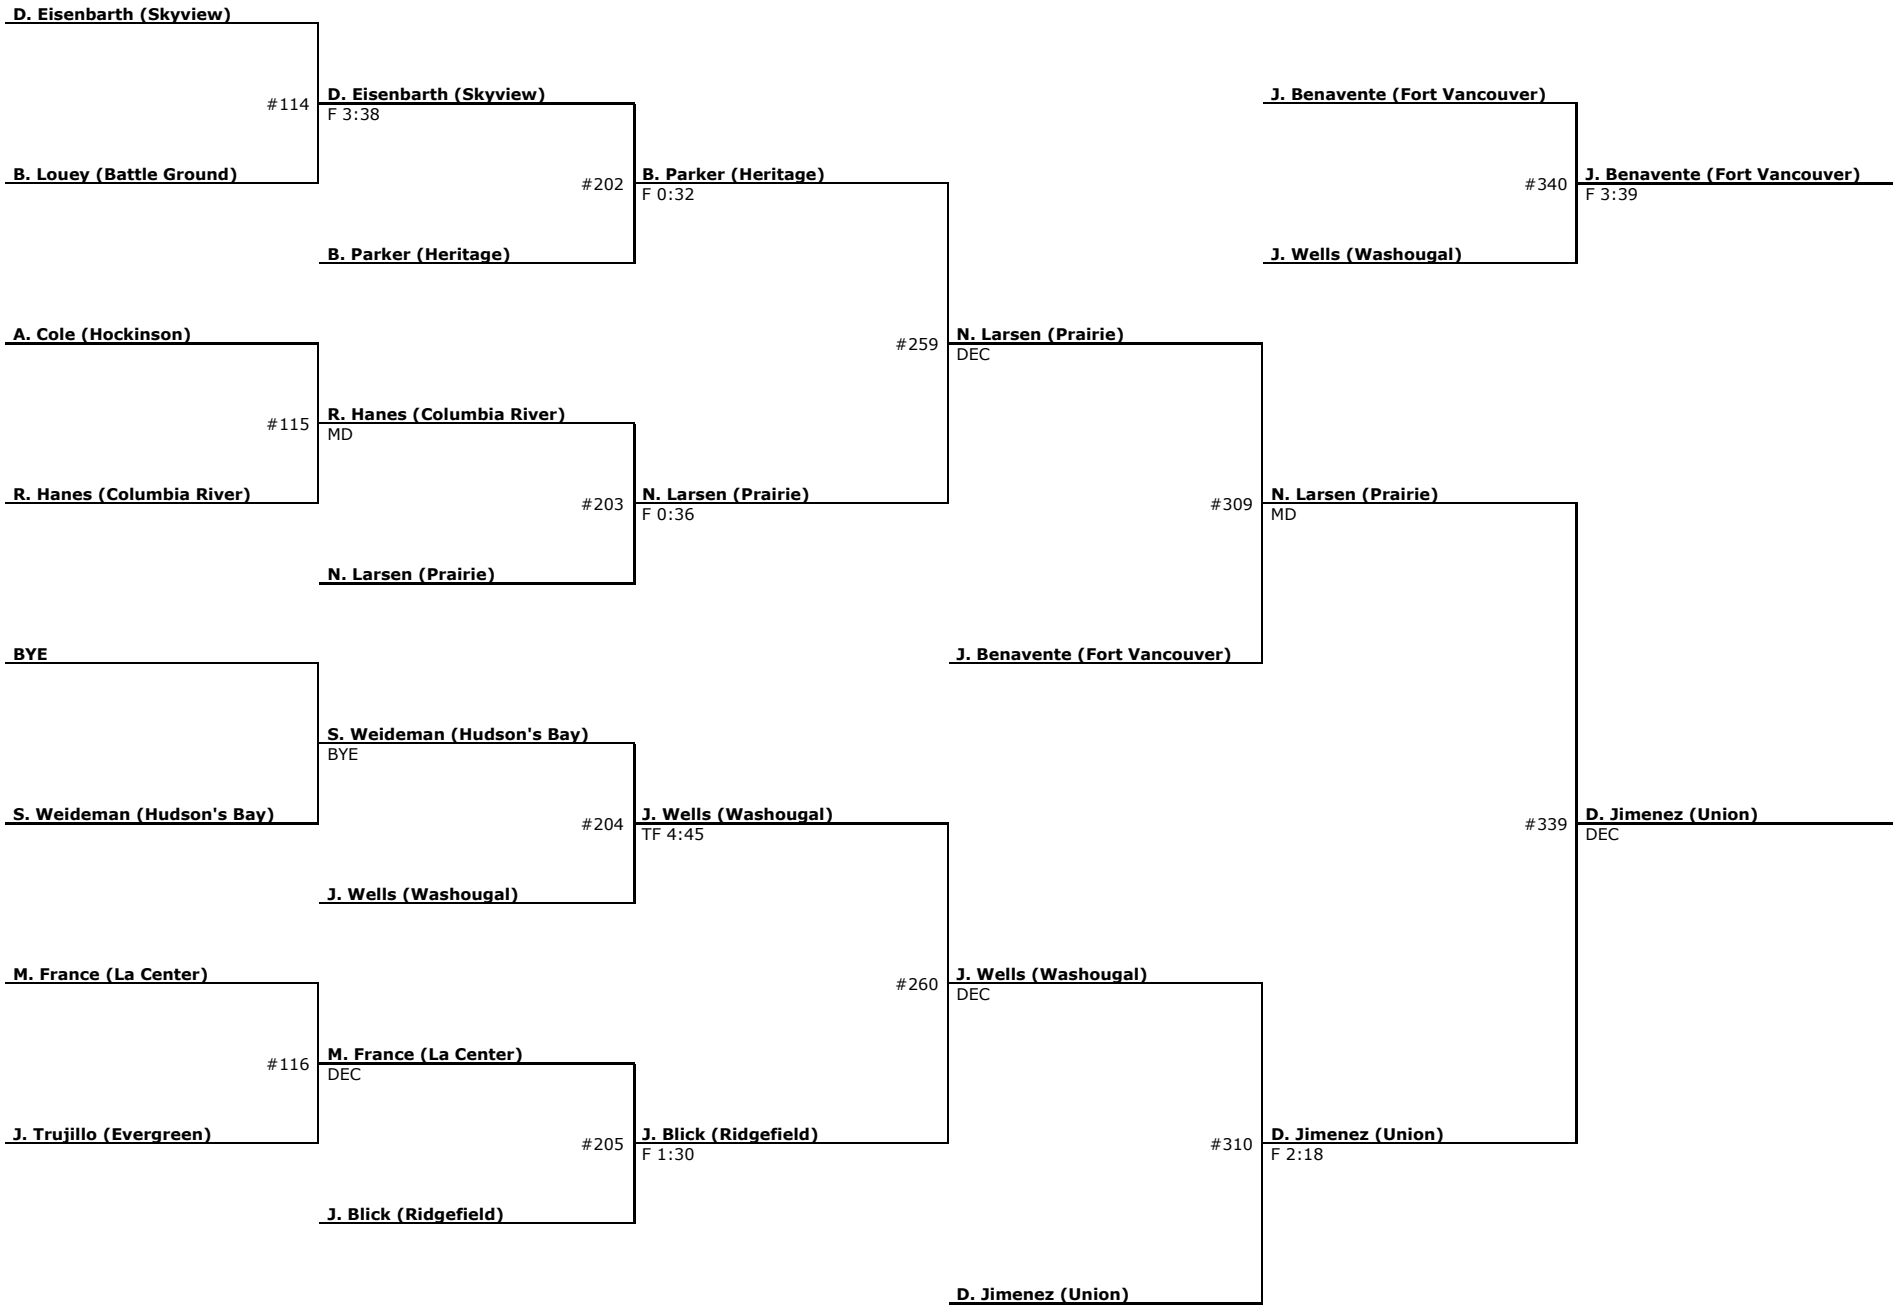 D. Eisenbarth (Skyview)
#114
D. Eisenbarth (Skyview)
F 3:38
B. Louey (Battle Ground)
#202
B. Parker (Heritage)
F 0:32
B. Parker (Heritage)
A. Cole (Hockinson)
#259
N. Larsen (Prairie)
DEC
#115
R. Hanes (Columbia River)
MD
R. Hanes (Columbia River)
#203
N. Larsen (Prairie)
F 0:36
N. Larsen (Prairie)
#309
N. Larsen (Prairie)
MD
J. Benavente (Fort Vancouver)
BYE
S. Weideman (Hudson's Bay)
BYE
S. Weideman (Hudson's Bay)
#204
J. Wells (Washougal)
TF 4:45
J. Wells (Washougal)
#339
D. Jimenez (Union)
DEC
M. France (La Center)
#260
J. Wells (Washougal)
DEC
#116
M. France (La Center)
DEC
J. Trujillo (Evergreen)
#205
J. Blick (Ridgefield)
F 1:30
J. Blick (Ridgefield)
#310
D. Jimenez (Union)
F 2:18
D. Jimenez (Union)
J. Benavente (Fort Vancouver)
#340
J. Benavente (Fort Vancouver)
F 3:39
J. Wells (Washougal)